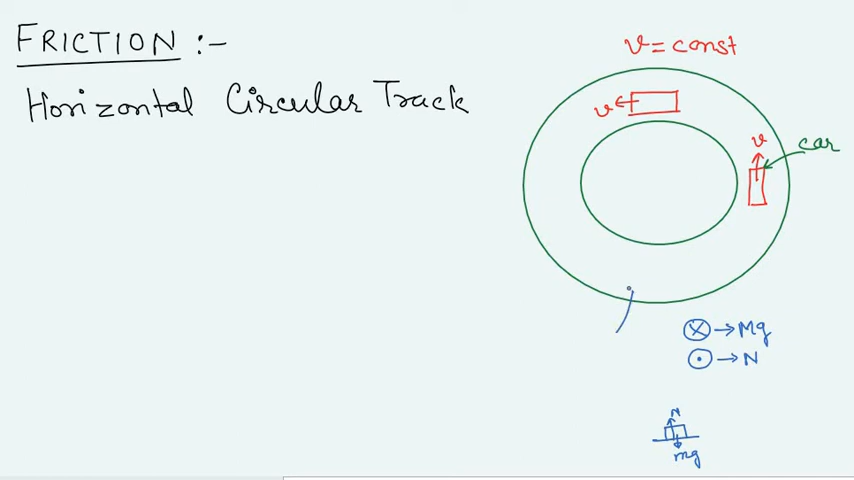 FRICTION :-
Horizontal Circular Track
v = const
v
v
car
→ Mg
→ N
N
mg